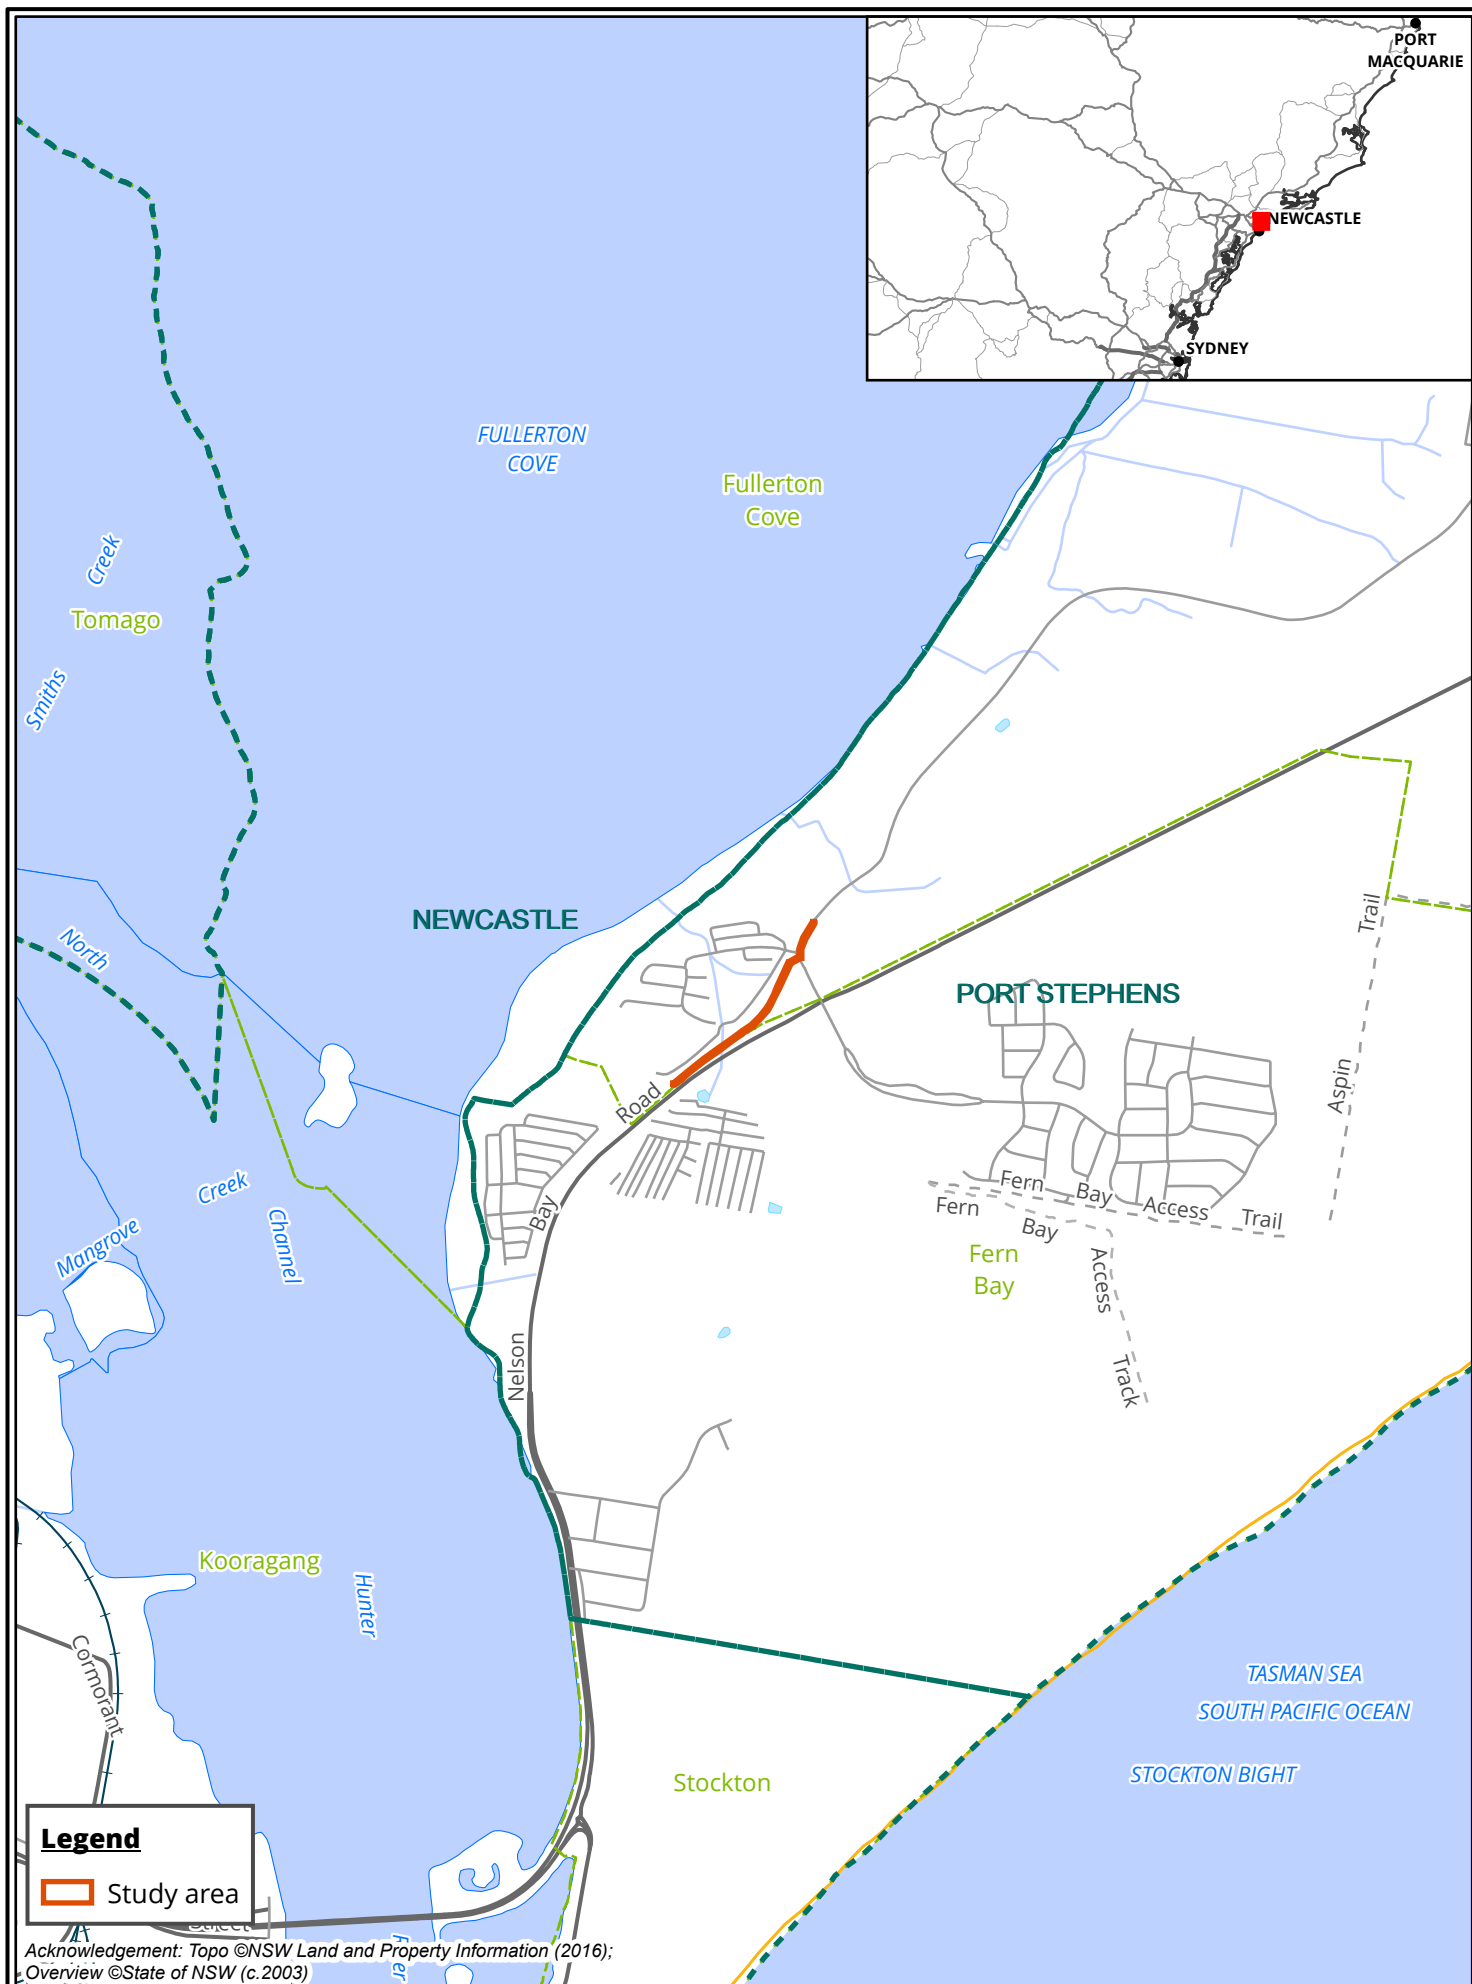 PORT
MACQUARIE
NEWCASTLE
SYDNEY
FULLERTON
COVE
Fullerton
Cove
Creek
Tomago
Smiths
NEWCASTLE
North
Trail
PORT STEPHENS
Road
Aspin
Creek
Mangrove
Channel
Bay
Fern Bay Access Trail
Fern Bay Access Track
Fern
Bay
Nelson
Kooragang
Hunter
Cormorant
TASMAN SEA
SOUTH PACIFIC OCEAN
STOCKTON BIGHT
Stockton
Legend
Study area
Street
Acknowledgement: Topo ©NSW Land and Property Information (2016);
Overview ©State of NSW (c.2003)